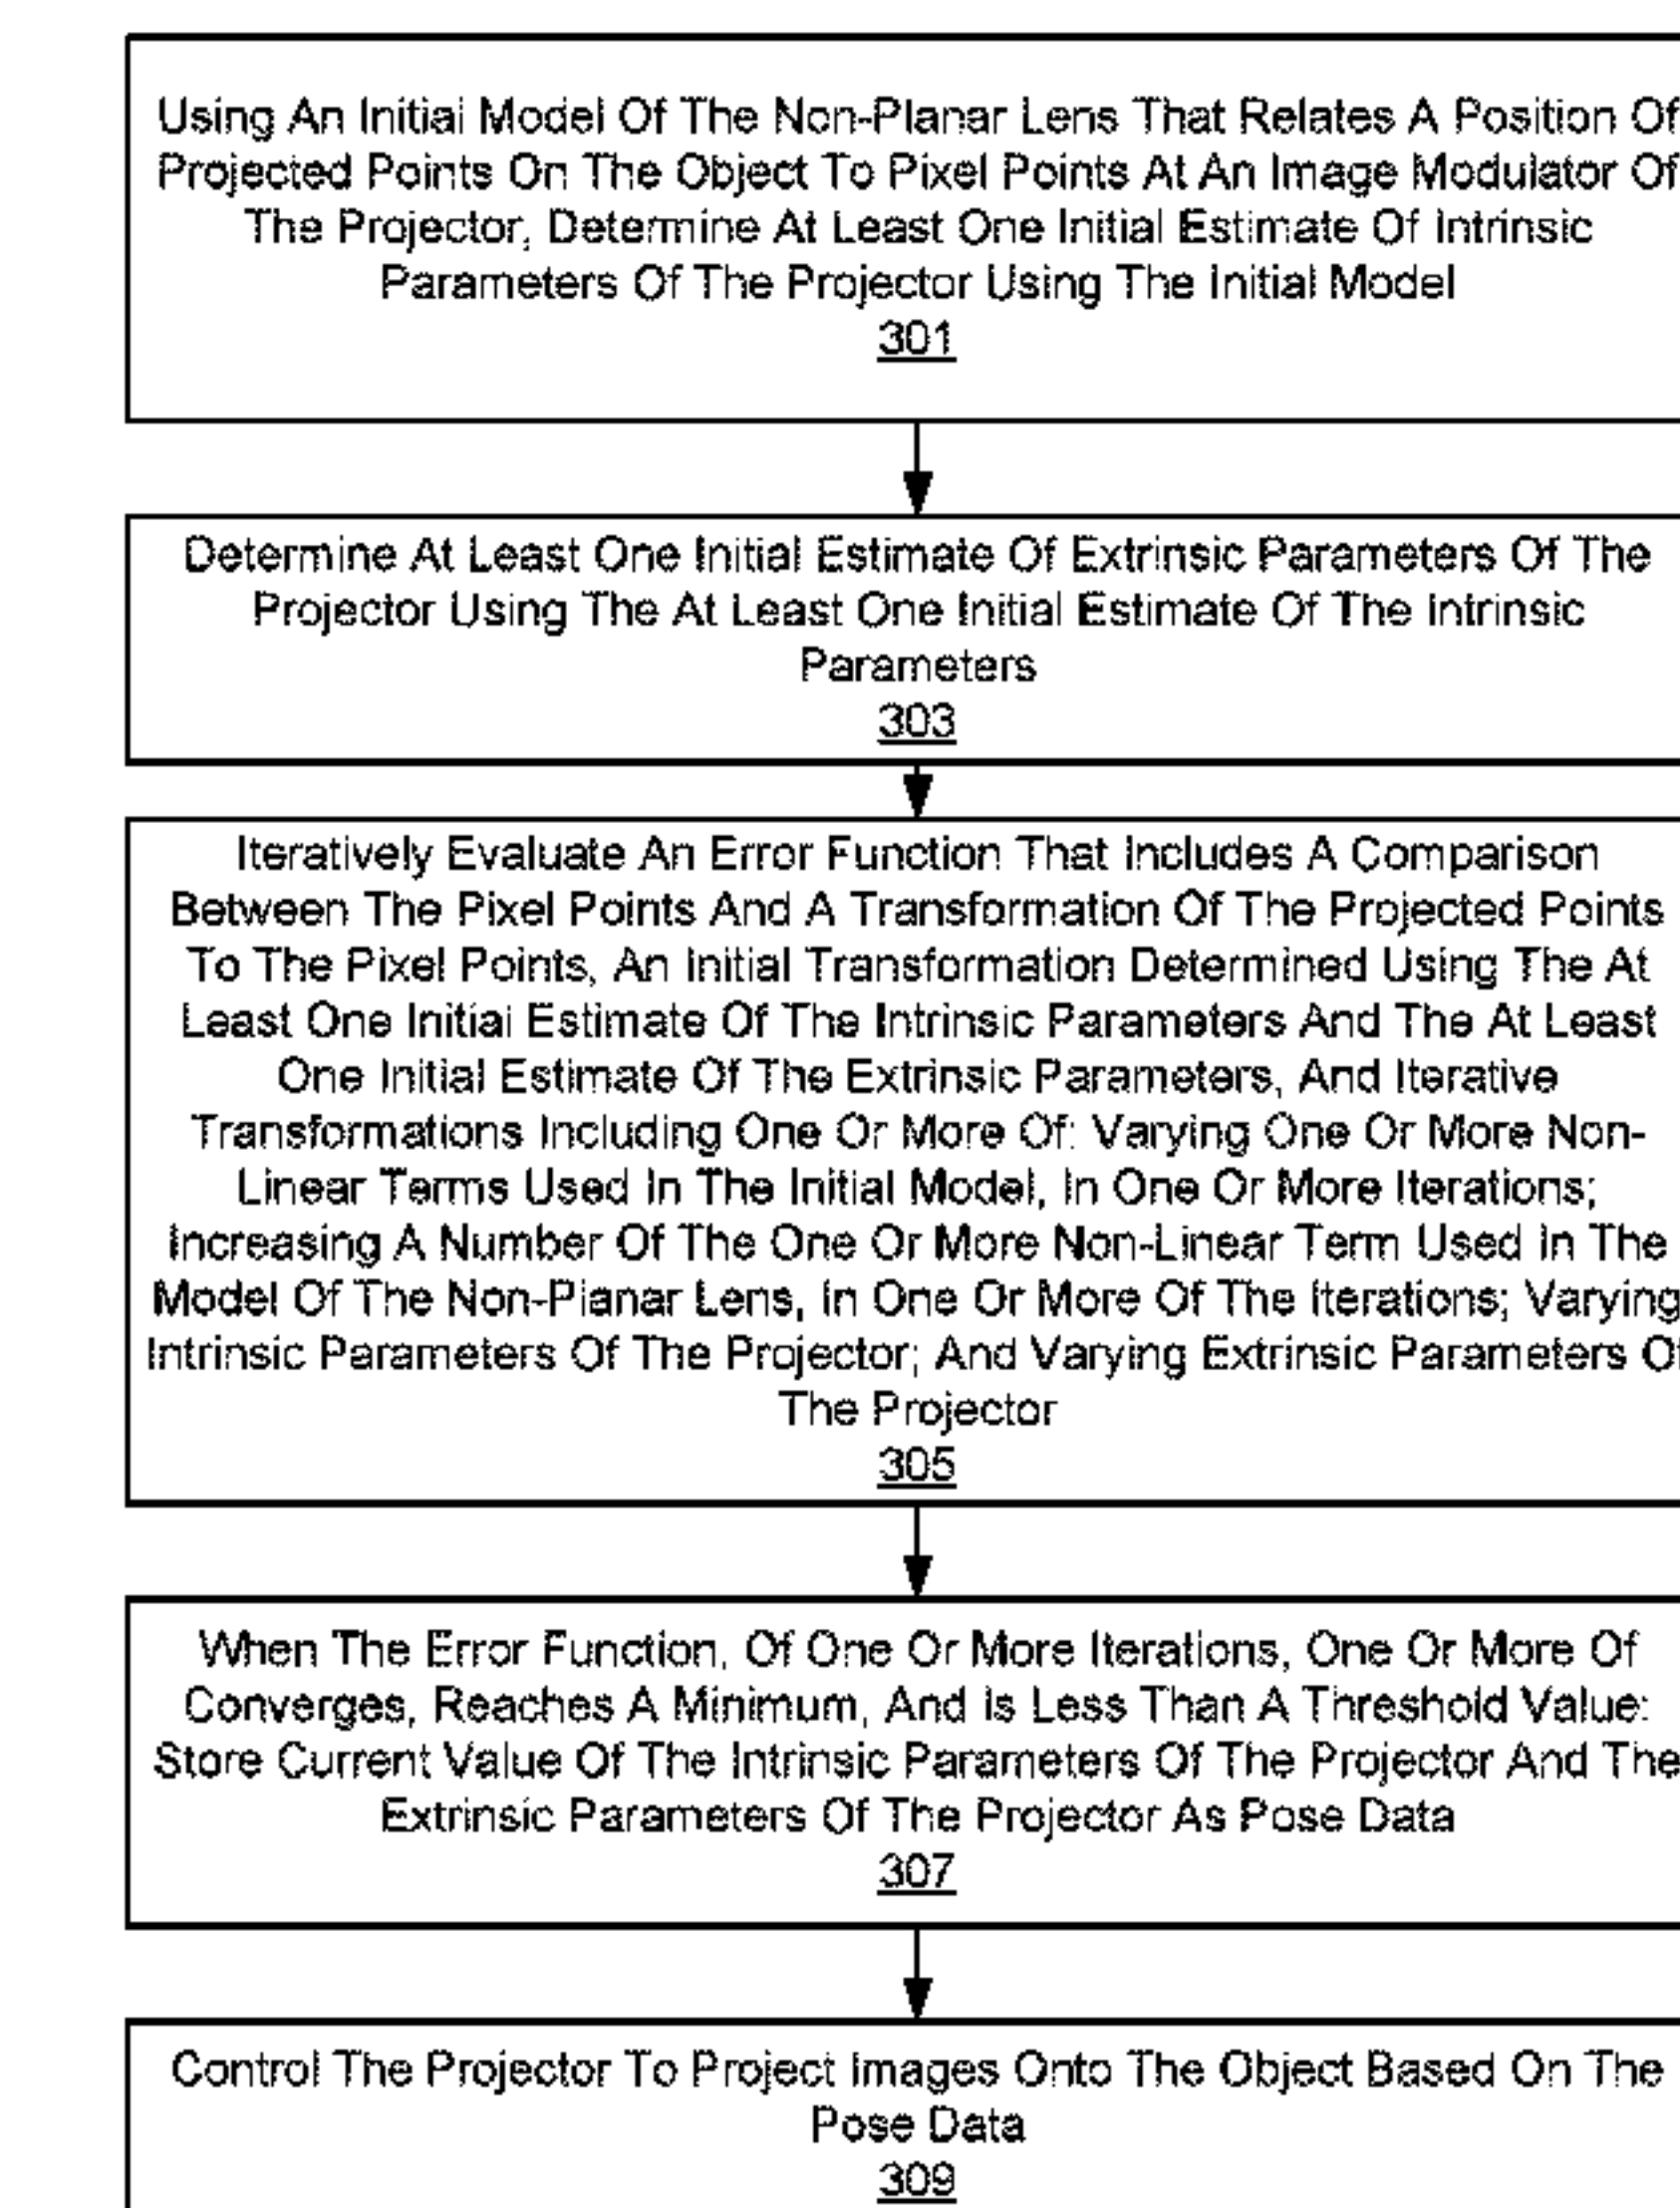 Using An Initial Model Of The Non-Planar Lens That Relates A Position Of
Projected Points On The Object To Pixel Points At An Image Modulator Of
The Projector, Determine At Least One Initial Estimate Of Intrinsic
Parameters Of The Projector Using The Initial Model
301
Determine At Least One Initial Estimate Of Extrinsic Parameters Of The
Projector Using The At Least One Initial Estimate Of The Intrinsic
Parameters
303
Iteratively Evaluate An Error Function That Includes A Comparison
Between The Pixel Points And A Transformation Of The Projected Points
To The Pixel Points, An Initial Transformation Determined Using The At
Least One Initial Estimate Of The Intrinsic Parameters And The At Least
One Initial Estimate Of The Extrinsic Parameters, And Iterative
Transformations Including One Or More Of: Varying One Or More Non-
Linear Terms Used In The Initial Model, In One Or More Iterations;
Increasing A Number Of The One Or More Non-Linear Term Used In The
Model Of The Non-Planar Lens, In One Or More Of The Iterations; Varying
Intrinsic Parameters Of The Projector; And Varying Extrinsic Parameters Of
The Projector
305
When The Error Function, Of One Or More Iterations, One Or More Of
Converges, Reaches A Minimum, And Is Less Than A Threshold Value:
Store Current Value Of The Intrinsic Parameters Of The Projector And The
Extrinsic Parameters Of The Projector As Pose Data
307
Control The Projector To Project Images Onto The Object Based On The
Pose Data
309